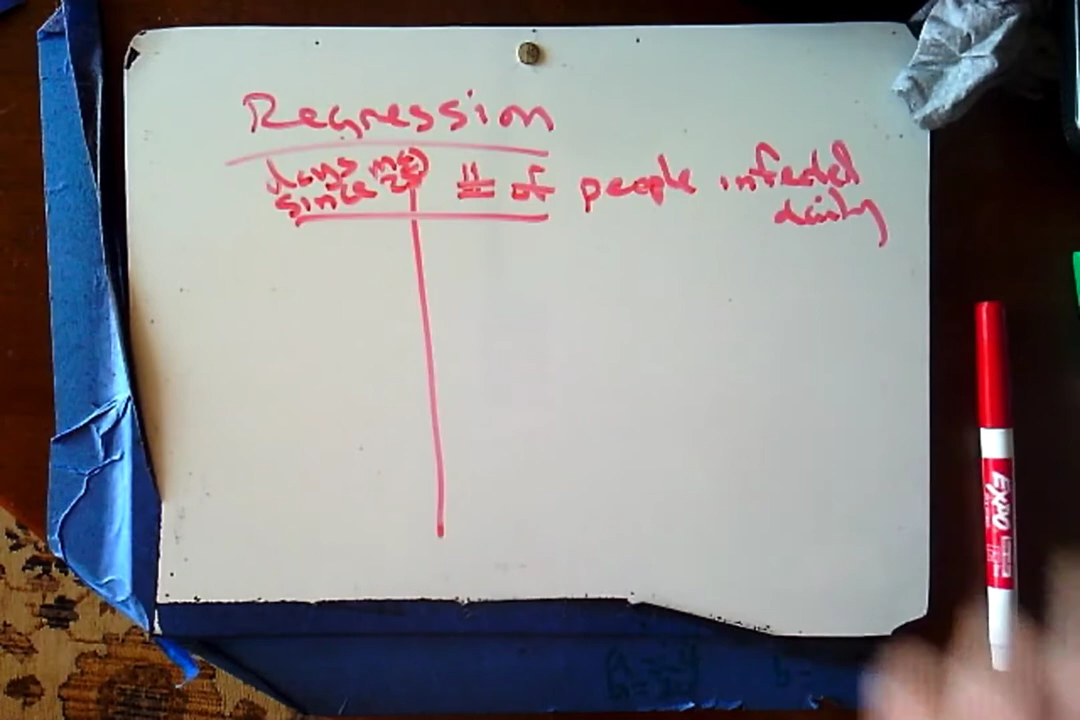 Regression
days
since
# of people infected
daily
EXPO